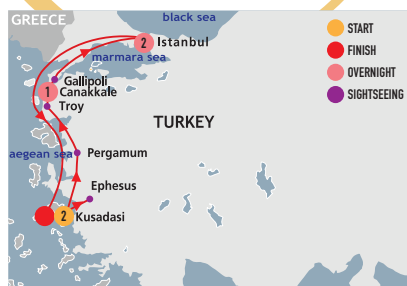 GREECE
black sea
START
FINISH
OVERNIGHT
SIGHTSEEING
2 Istanbul
marmara sea
Gallipoli
1 Canakkale
Troy
TURKEY
aegean sea
Pergamum
Ephesus
2 Kusadasi